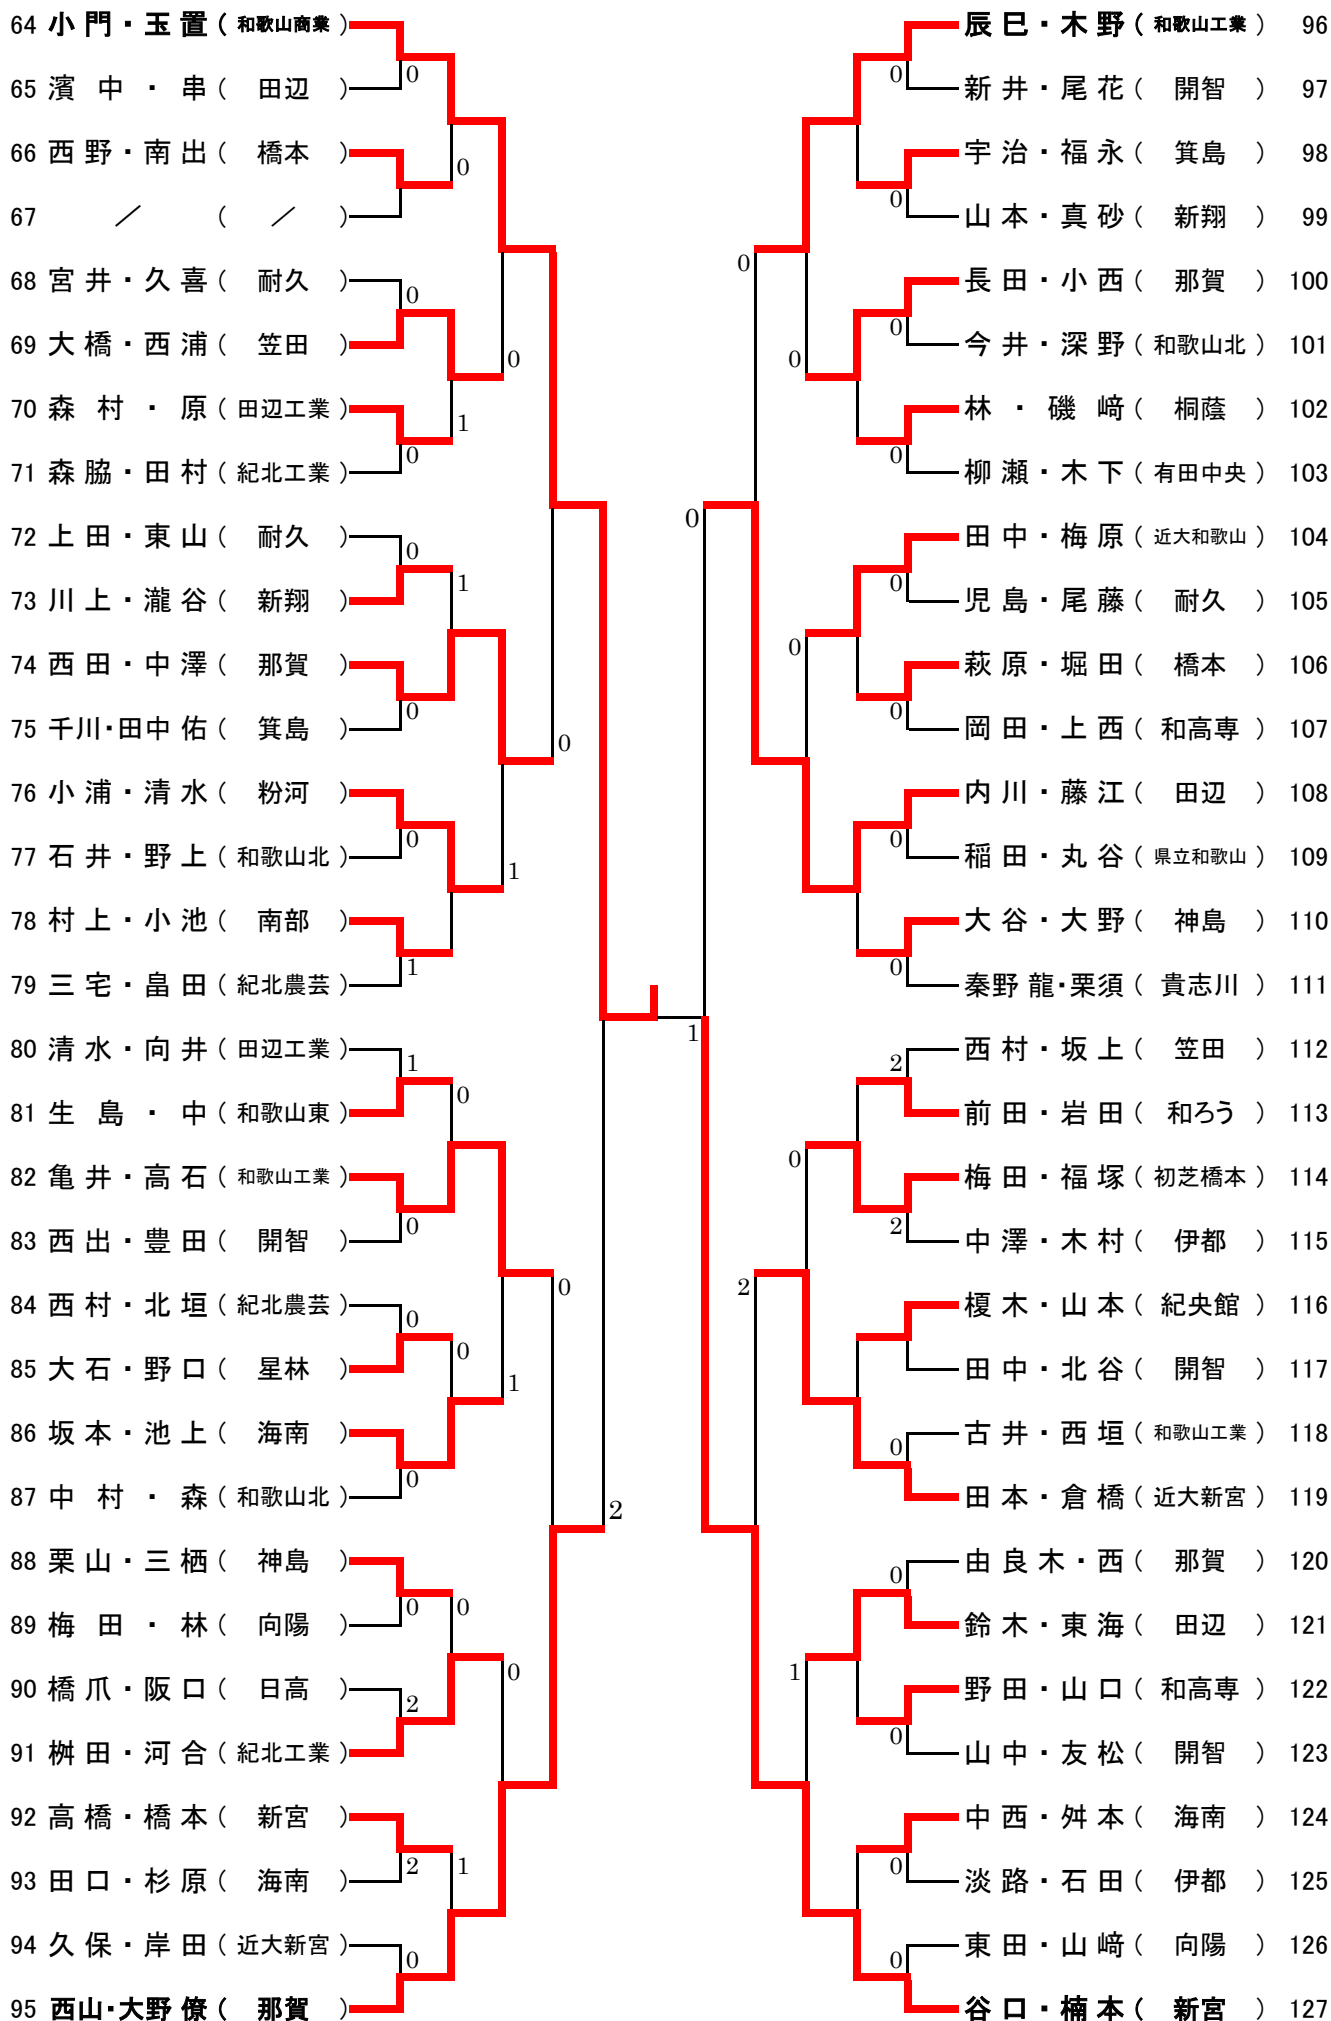 64 小門・玉置（和歌山商業）
65 濱中・串（田辺）
66 西野・南出（橋本）
67 ／（／）
68 宮井・久喜（耐久）
69 大橋・西浦（笠田）
70 森村・原（田辺工業）
71 森脇・田村（紀北工業）
72 上田・東山（耐久）
73 川上・瀧谷（新翔）
74 西田・中澤（那賀）
75 千川・田中佑（箕島）
76 小浦・清水（粉河）
77 石井・野上（和歌山北）
78 村上・小池（南部）
79 三宅・畠田（紀北農芸）
80 清水・向井（田辺工業）
81 生島・中（和歌山東）
82 亀井・高石（和歌山工業）
83 西出・豊田（開智）
84 西村・北垣（紀北農芸）
85 大石・野口（星林）
86 坂本・池上（海南）
87 中村・森（和歌山北）
88 栗山・三栖（神島）
89 梅田・林（向陽）
90 橋爪・阪口（日高）
91 桝田・河合（紀北工業）
92 高橋・橋本（新宮）
93 田口・杉原（海南）
94 久保・岸田（近大新宮）
95 西山・大野僚（那賀）
0
0
0
0
1
0
0
1
0
0
0
1
1
1
0
0
0
0
0
0
1
0
0
0
2
0
2
1
0
2
辰巳・木野（和歌山工業）96
新井・尾花（開智）97
宇治・福永（箕島）98
山本・真砂（新翔）99
長田・小西（那賀）100
今井・深野（和歌山北）101
林・磯﨑（桐蔭）102
柳瀬・木下（有田中央）103
田中・梅原（近大和歌山）104
児島・尾藤（耐久）105
萩原・堀田（橋本）106
岡田・上西（和高専）107
内川・藤江（田辺）108
稲田・丸谷（県立和歌山）109
大谷・大野（神島）110
秦野龍・栗須（貴志川）111
西村・坂上（笠田）112
前田・岩田（和ろう）113
梅田・福塚（初芝橋本）114
中澤・木村（伊都）115
榎木・山本（紀央館）116
田中・北谷（開智）117
古井・西垣（和歌山工業）118
田本・倉橋（近大新宮）119
由良木・西（那賀）120
鈴木・東海（田辺）121
野田・山口（和高専）122
山中・友松（開智）123
中西・舛本（海南）124
淡路・石田（伊都）125
東田・山﨑（向陽）126
谷口・楠本（新宮）127
0
0
0
0
0
0
0
0
0
0
0
0
1
2
0
2
2
0
0
1
0
0
0